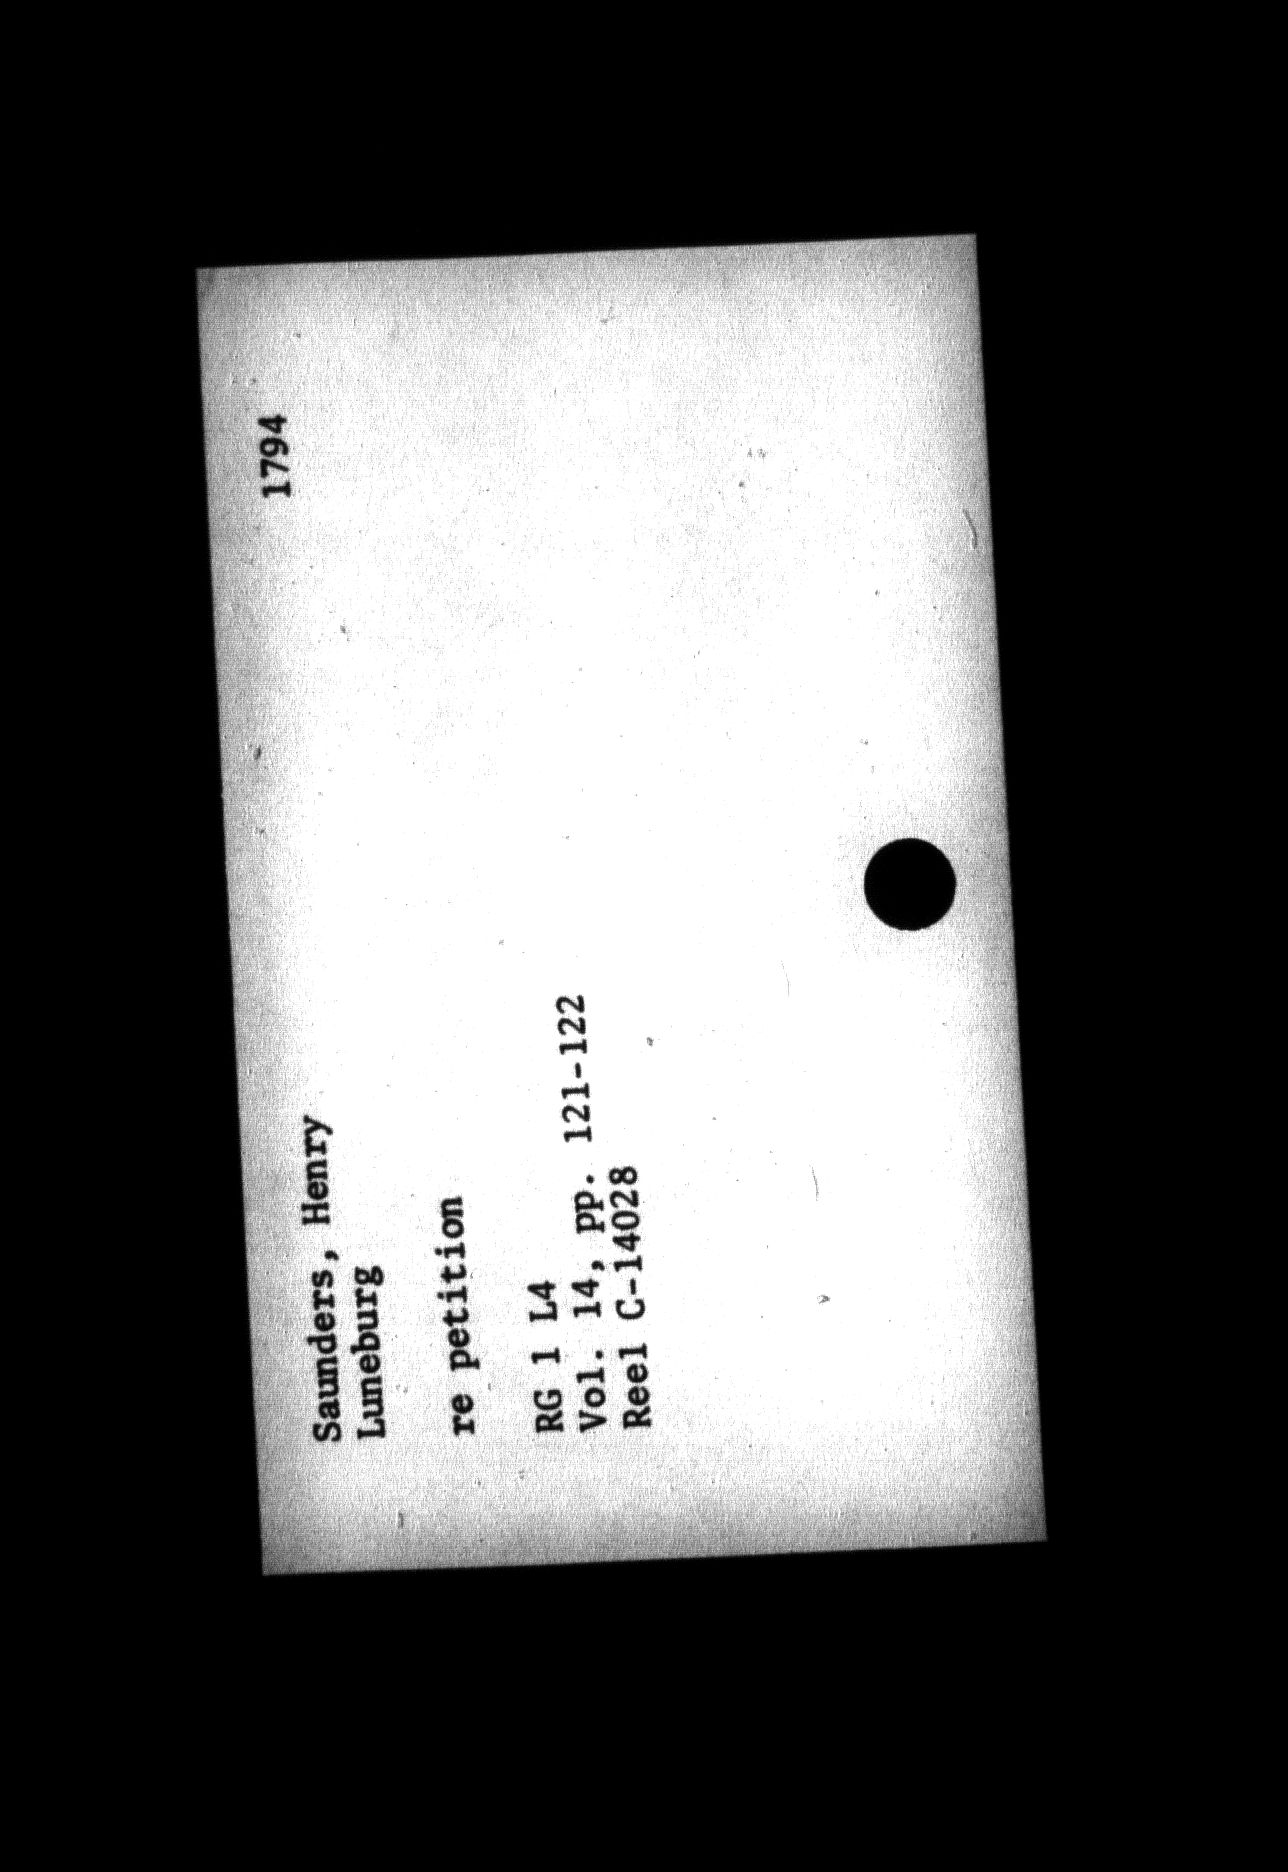 1794
Saunders, Henry
Luneburg
re petition
RG 1 L4
Vol. 14, pp. 121-122
Reel C-14028